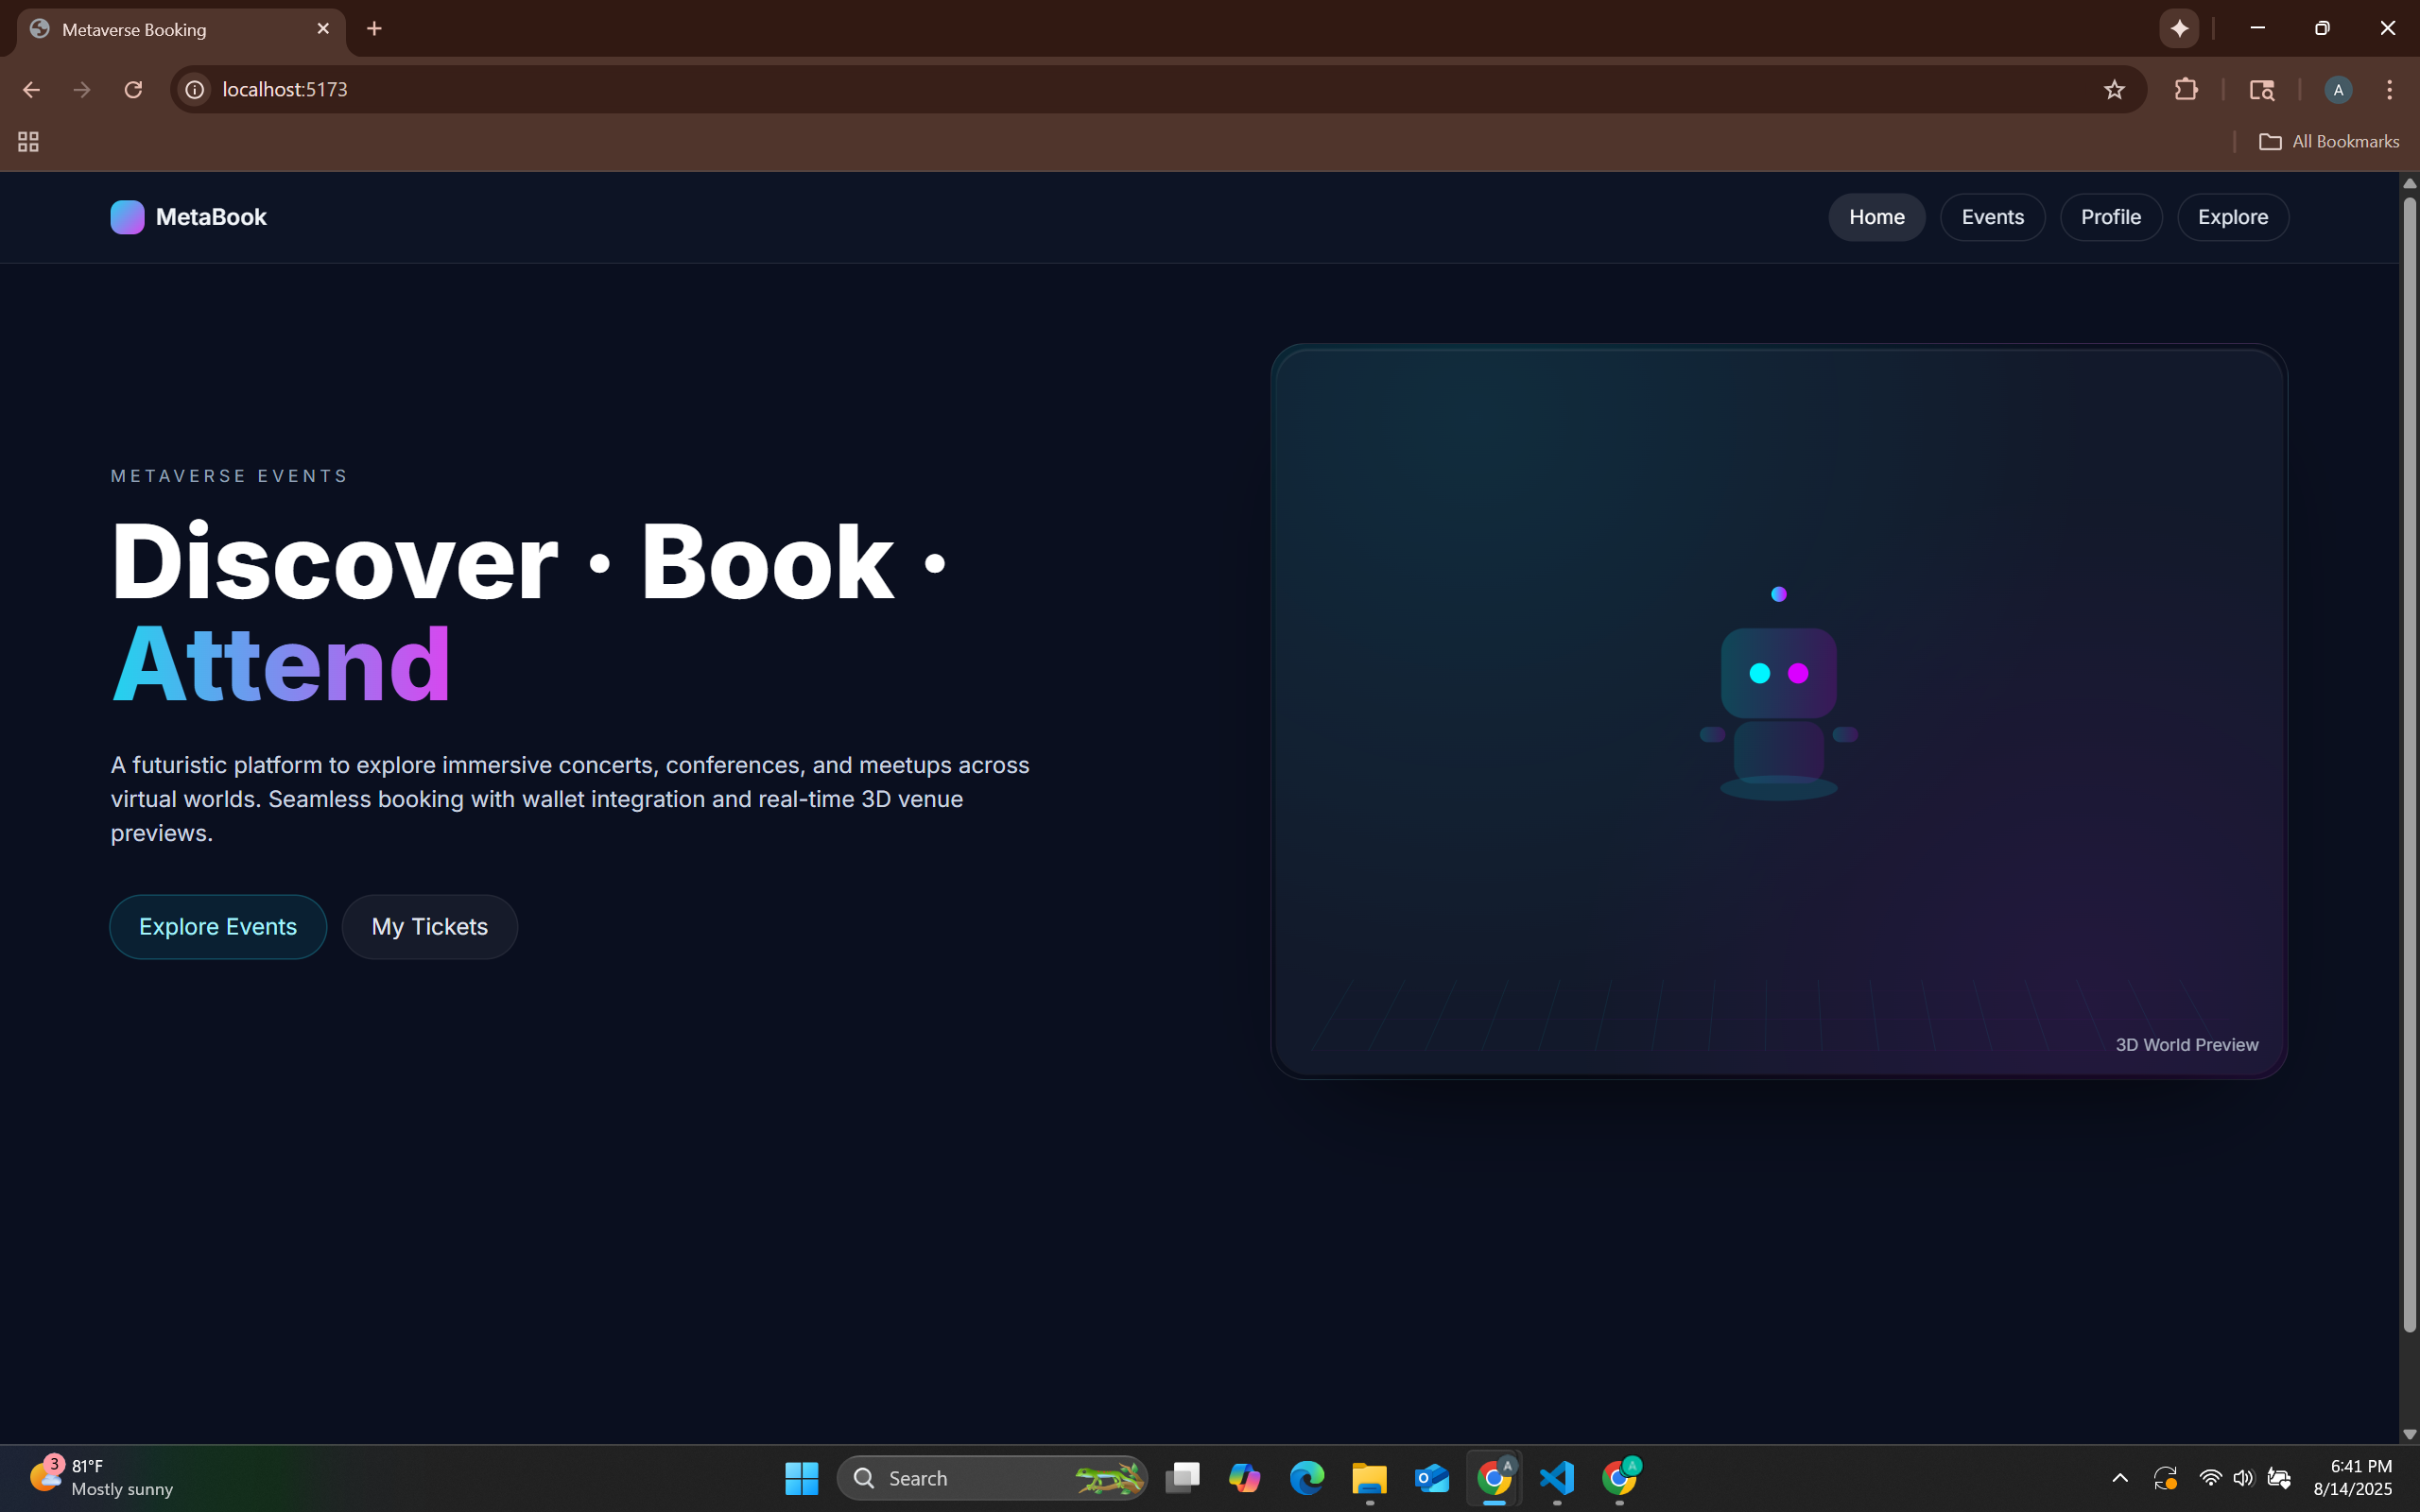 Metaverse Booking
localhost:5173
A
All Bookmarks
MetaBook
Home
Events
Profile
Explore
METAVERSE EVENTS
Discover · Book ·
Attend
A futuristic platform to explore immersive concerts, conferences, and meetups across
virtual worlds. Seamless booking with wallet integration and real-time 3D venue
previews.
Explore Events
My Tickets
3D World Preview
3
81°F
Mostly sunny
Search
A
A
6:41 PM
8/14/2025